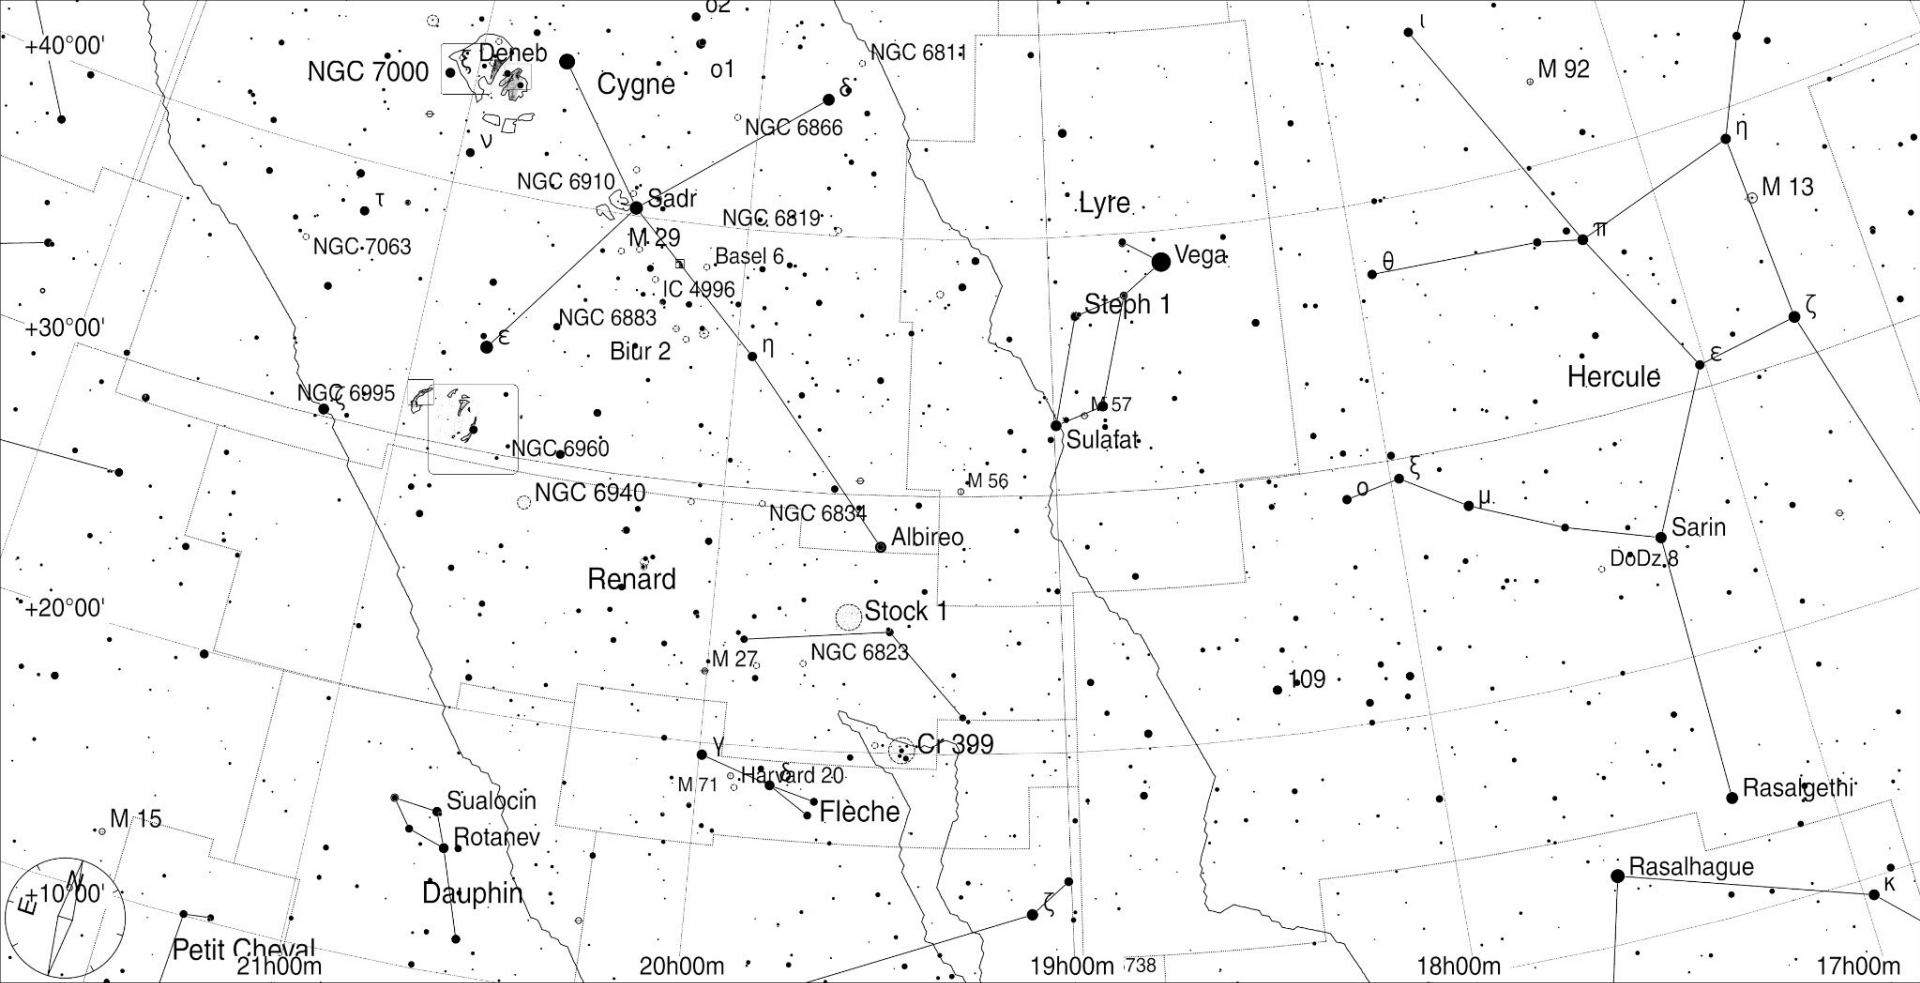 o2
ι
+40°00'
NGC 7000
ξ
Deneb
Cygne
o1
NGC 6811
M 92
δ
NGC 6866
ν
η
NGC 6910
Sadr
M 13
τ
Lyre
NGC 6819
π
NGC 7063
M 29
Basel 6
Vega
θ
IC 4996
Steph 1
ζ
+30°00'
NGC 6883
ε
Biur 2
η
ε
Hercule
NGC 6995
ζ
M 57
Sulafat
NGC 6960
ξ
M 56
ο
μ
NGC 6940
NGC 6834
Albireo
Sarin
DoDz 8
Renard
+20°00'
Stock 1
M 27
NGC 6823
109
γ
Cr 399
δ
Harvard 20
M 71
Rasalgethi
Sualocin
Flèche
M 15
Rotanev
Rasalhague
N
+10°00'
κ
E
Dauphin
ζ
Petit Cheval
21h00m
20h00m
19h00m
738
18h00m
17h00m